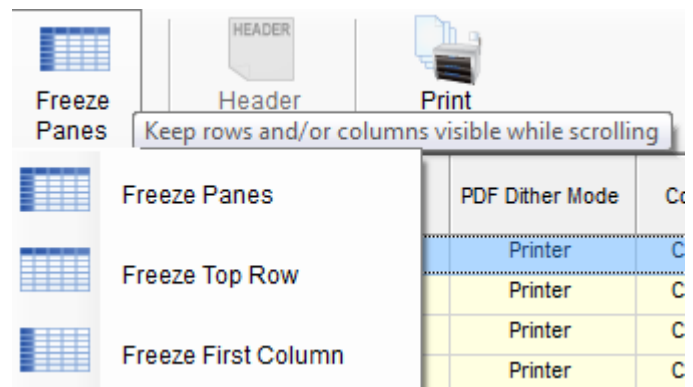 HEADER
Freeze
Panes
Header
Print
Keep rows and/or columns visible while scrolling
Freeze Panes
PDF Dither Mode
Printer
Freeze Top Row
Printer
Printer
Freeze First Column
Printer